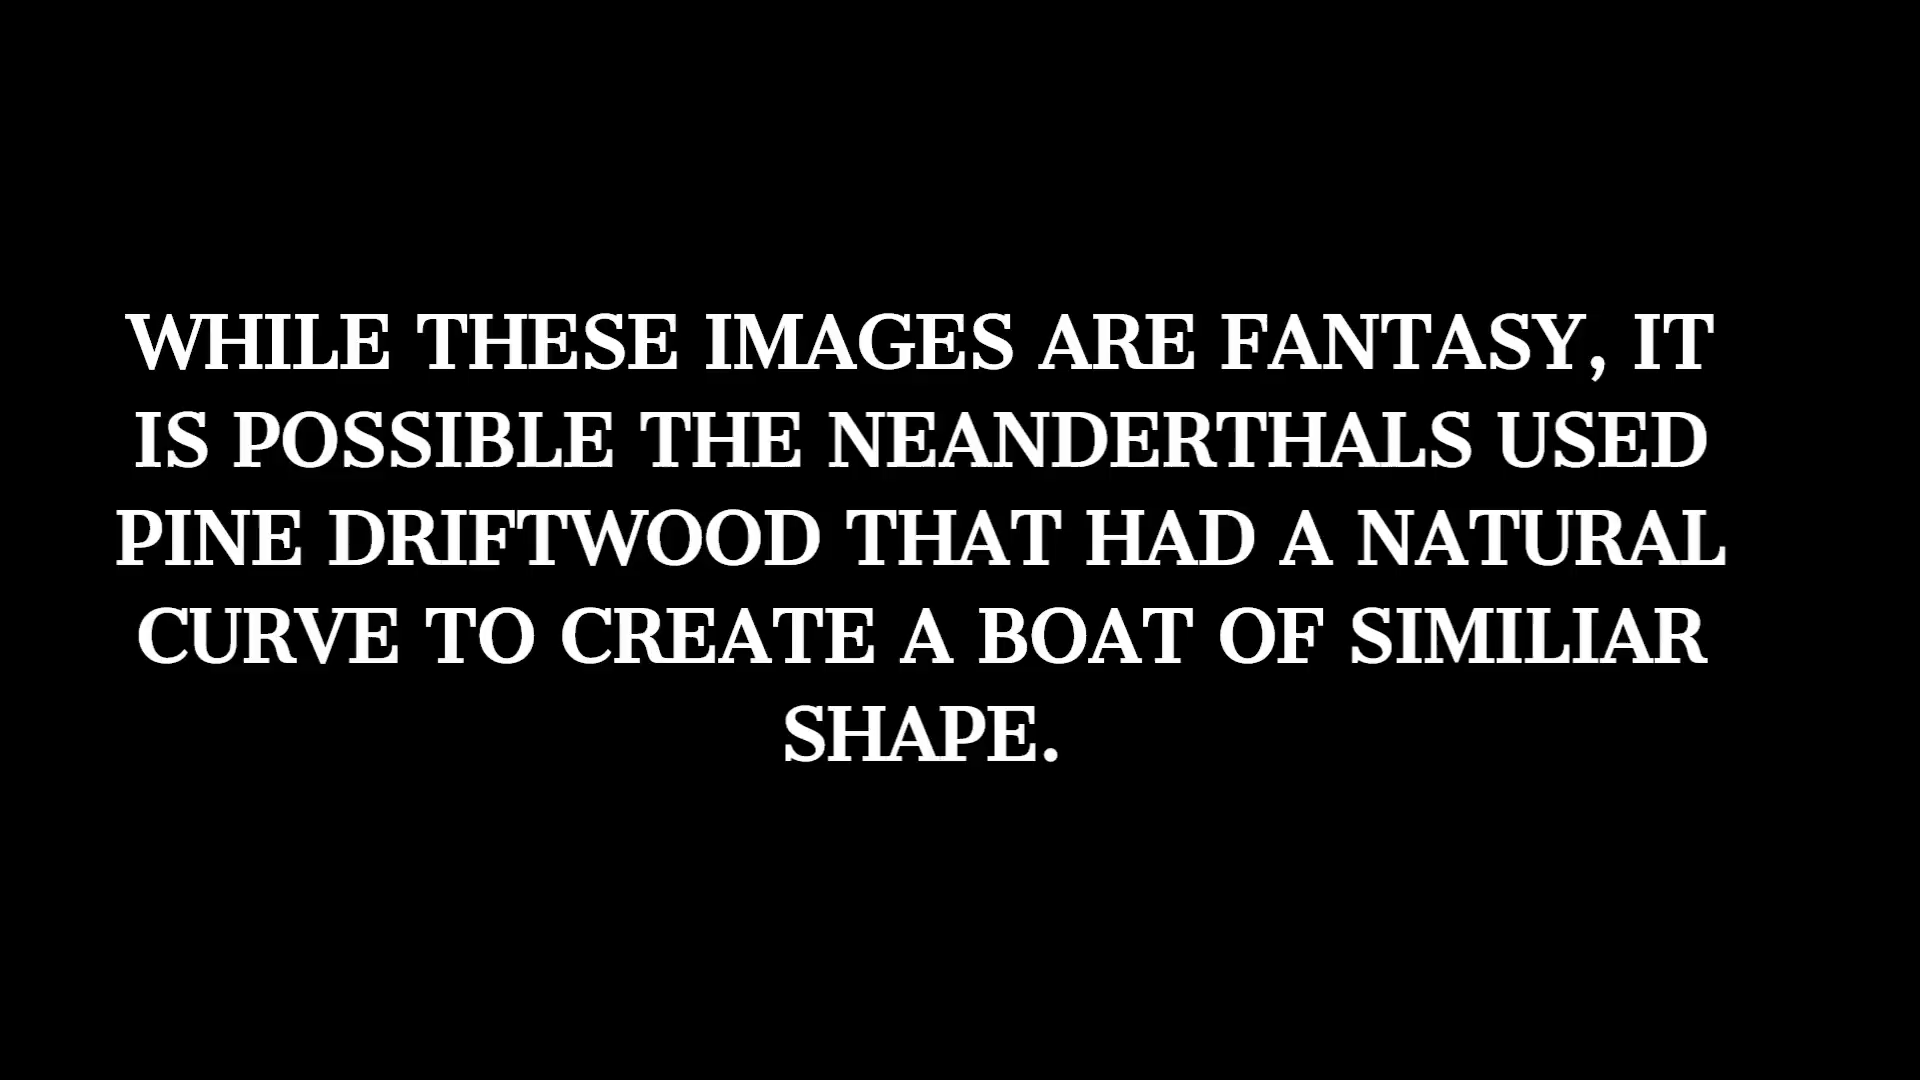 WHILE THESE IMAGES ARE FANTASY, IT
IS POSSIBLE THE NEANDERTHALS USED
PINE DRIFTWOOD THAT HAD A NATURAL
CURVE TO CREATE A BOAT OF SIMILIAR
SHAPE.